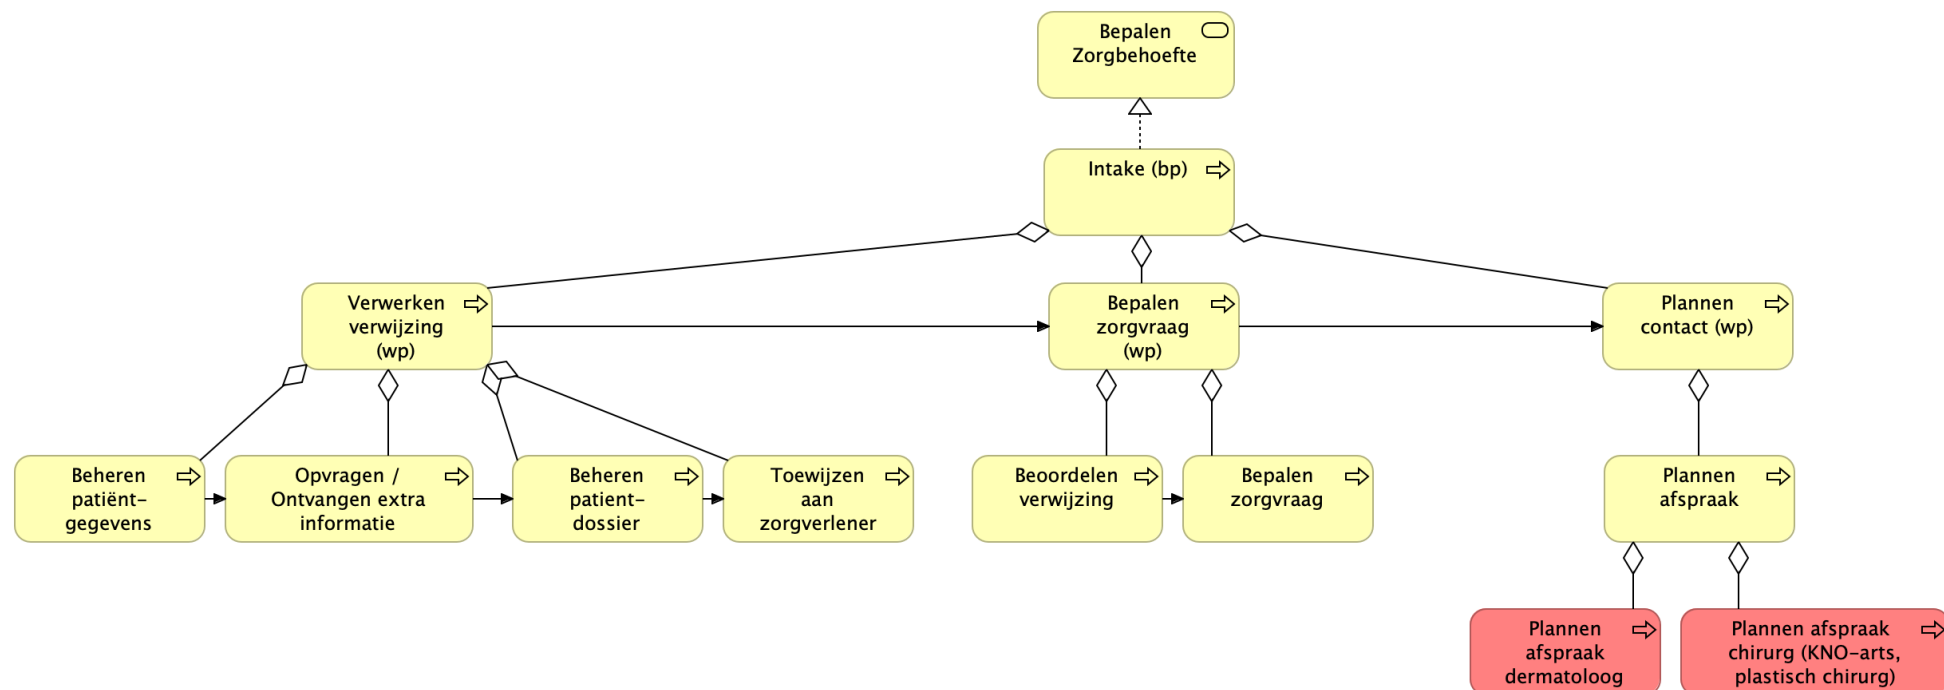 Bepalen
Zorgbehoefte
Intake (bp)
Verwerken
verwijzing
(wp)
Bepalen
zorgvraag
(wp)
Plannen
contact (wp)
Beheren
patiënt-
gegevens
Opvragen /
Ontvangen extra
informatie
Beheren
patient-
dossier
Toewijzen
aan
zorgverlener
Beoordelen
verwijzing
Bepalen
zorgvraag
Plannen
afspraak
Plannen
afspraak
dermatoloog
Plannen afspraak
chirurg (KNO-arts,
plastisch chirurg)